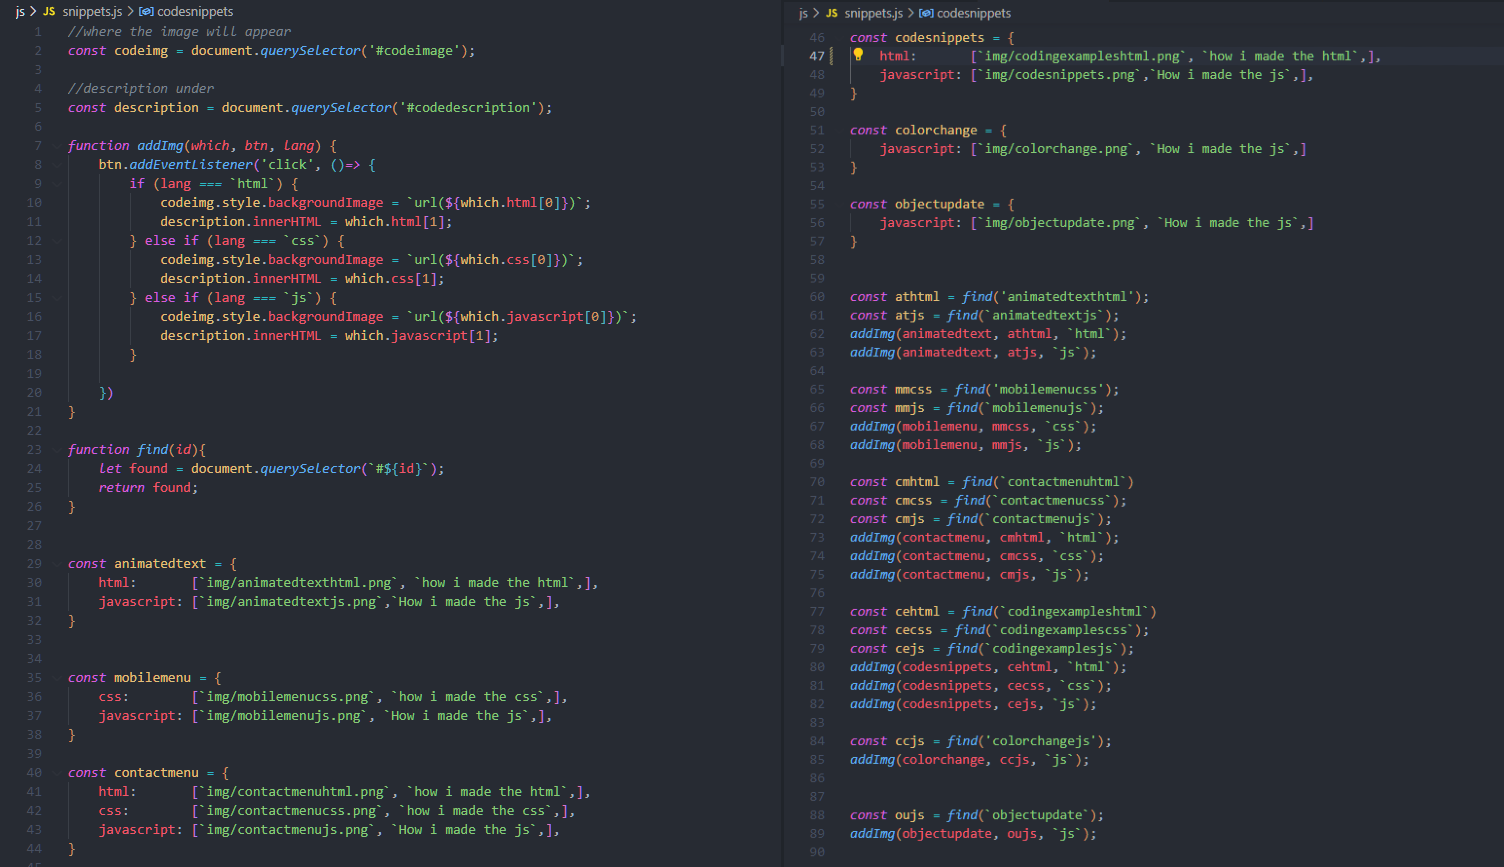 js > JS snippets.js > codesnippets
1 //where the image will appear
2 const codeimg = document.querySelector('#codeimage');
3
4 //description under
5 const description = document.querySelector('#codedescription');
6
7 function addImg(which, btn, lang) {
8     btn.addEventListener('click', ()=> {
9         if (lang === `html`) {
10             codeimg.style.backgroundImage = `url(${which.html[0]})`;
11             description.innerHTML = which.html[1];
12         } else if (lang === `css`) {
13             codeimg.style.backgroundImage = `url(${which.css[0]})`;
14             description.innerHTML = which.css[1];
15         } else if (lang === `js`) {
16             codeimg.style.backgroundImage = `url(${which.javascript[0]})`;
17             description.innerHTML = which.javascript[1];
18         }
19
20     })
21 }
22
23 function find(id){
24     let found = document.querySelector(`#${id}`);
25     return found;
26 }
27
28
29 const animatedtext = {
30     html:       [`img/animatedtexthtml.png`, `how i made the html`,],
31     javascript: [`img/animatedtextjs.png`,`How i made the js`,],
32 }
33
34
35 const mobilemenu = {
36     css:        [`img/mobilemenucss.png`, `how i made the css`,],
37     javascript: [`img/mobilemenujs.png`, `How i made the js`,],
38 }
39
40 const contactmenu = {
41     html:       [`img/contactmenuhtml.png`, `how i made the html`,],
42     css:        [`img/contactmenucss.png`, `how i made the css`,],
43     javascript: [`img/contactmenujs.png`, `How i made the js`,],
44 }
45
js > JS snippets.js > codesnippets
46 const codesnippets = {
47     html:       [`img/codingexampleshtml.png`, `how i made the html`,],
48     javascript: [`img/codesnippets.png`,`How i made the js`,],
49 }
50
51 const colorchange = {
52     javascript: [`img/colorchange.png`, `How i made the js`,]
53 }
54
55 const objectupdate = {
56     javascript: [`img/objectupdate.png`, `How i made the js`,]
57 }
58
59
60 const athtml = find('animatedtexthtml');
61 const atjs = find(`animatedtextjs`);
62 addImg(animatedtext, athtml, `html`);
63 addImg(animatedtext, atjs, `js`);
64
65 const mmcss = find('mobilemenucss');
66 const mmjs = find(`mobilemenujs`);
67 addImg(mobilemenu, mmcss, `css`);
68 addImg(mobilemenu, mmjs, `js`);
69
70 const cmhtml = find(`contactmenuhtml`)
71 const cmcss = find(`contactmenucss`);
72 const cmjs = find(`contactmenujs`);
73 addImg(contactmenu, cmhtml, `html`);
74 addImg(contactmenu, cmcss, `css`);
75 addImg(contactmenu, cmjs, `js`);
76
77 const cehtml = find(`codingexampleshtml`)
78 const cecss = find(`codingexamplescss`);
79 const cejs = find(`codingexamplesjs`);
80 addImg(codesnippets, cehtml, `html`);
81 addImg(codesnippets, cecss, `css`);
82 addImg(codesnippets, cejs, `js`);
83
84 const ccjs = find('colorchangejs');
85 addImg(colorchange, ccjs, `js`);
86
87
88 const oujs = find(`objectupdate`);
89 addImg(objectupdate, oujs, `js`);
90